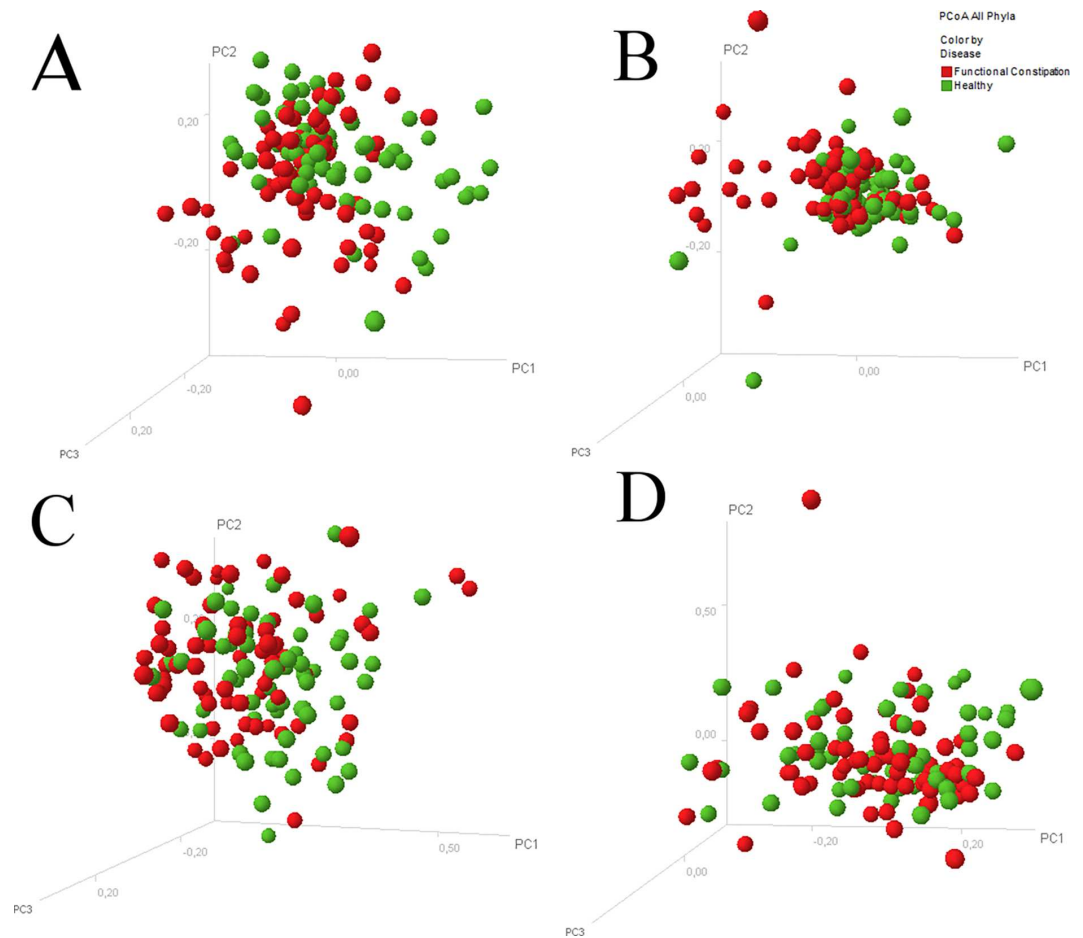 A
PC2
0,20
-0,20
0,00
PC1
-0,20
0,20
PC3
B
PC2
0,20
-0,20
0,00
PC1
0,00
PC3
PCoA All Phyla
Color by
Disease
Functional Constipation
Healthy
C
PC2
-0,20
0,50
PC1
0,20
PC3
D
PC2
0,50
0,00
-0,20
0,20
PC1
0,00
PC3